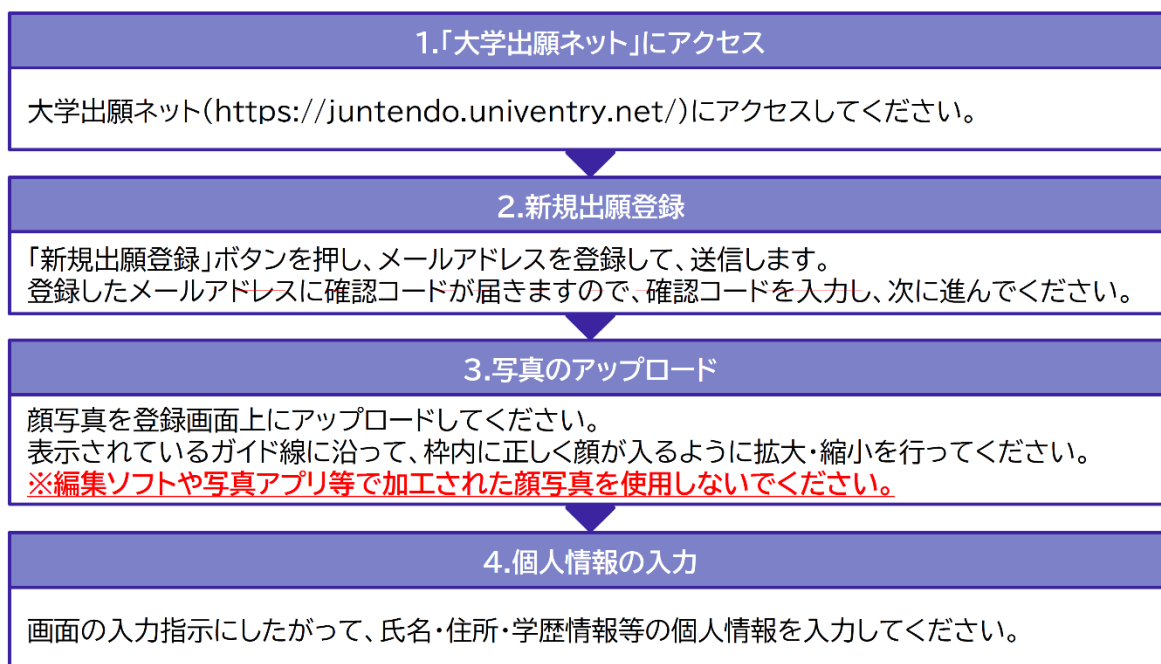 1.「大学出願ネット」にアクセス
大学出願ネット(https://juntendo.univentry.net/)にアクセスしてください。
2.新規出願登録
「新規出願登録」ボタンを押し、メールアドレスを登録して、送信します。
登録したメールアドレスに確認コードが届きますので、確認コードを入力し、次に進んでください。
3.写真のアップロード
顔写真を登録画面上にアップロードしてください。
表示されているガイド線に沿って、枠内に正しく顔が入るように拡大・縮小を行ってください。
※編集ソフトや写真アプリ等で加工された顔写真を使用しないでください。
4.個人情報の入力
画面の入力指示にしたがって、氏名・住所・学歴情報等の個人情報を入力してください。